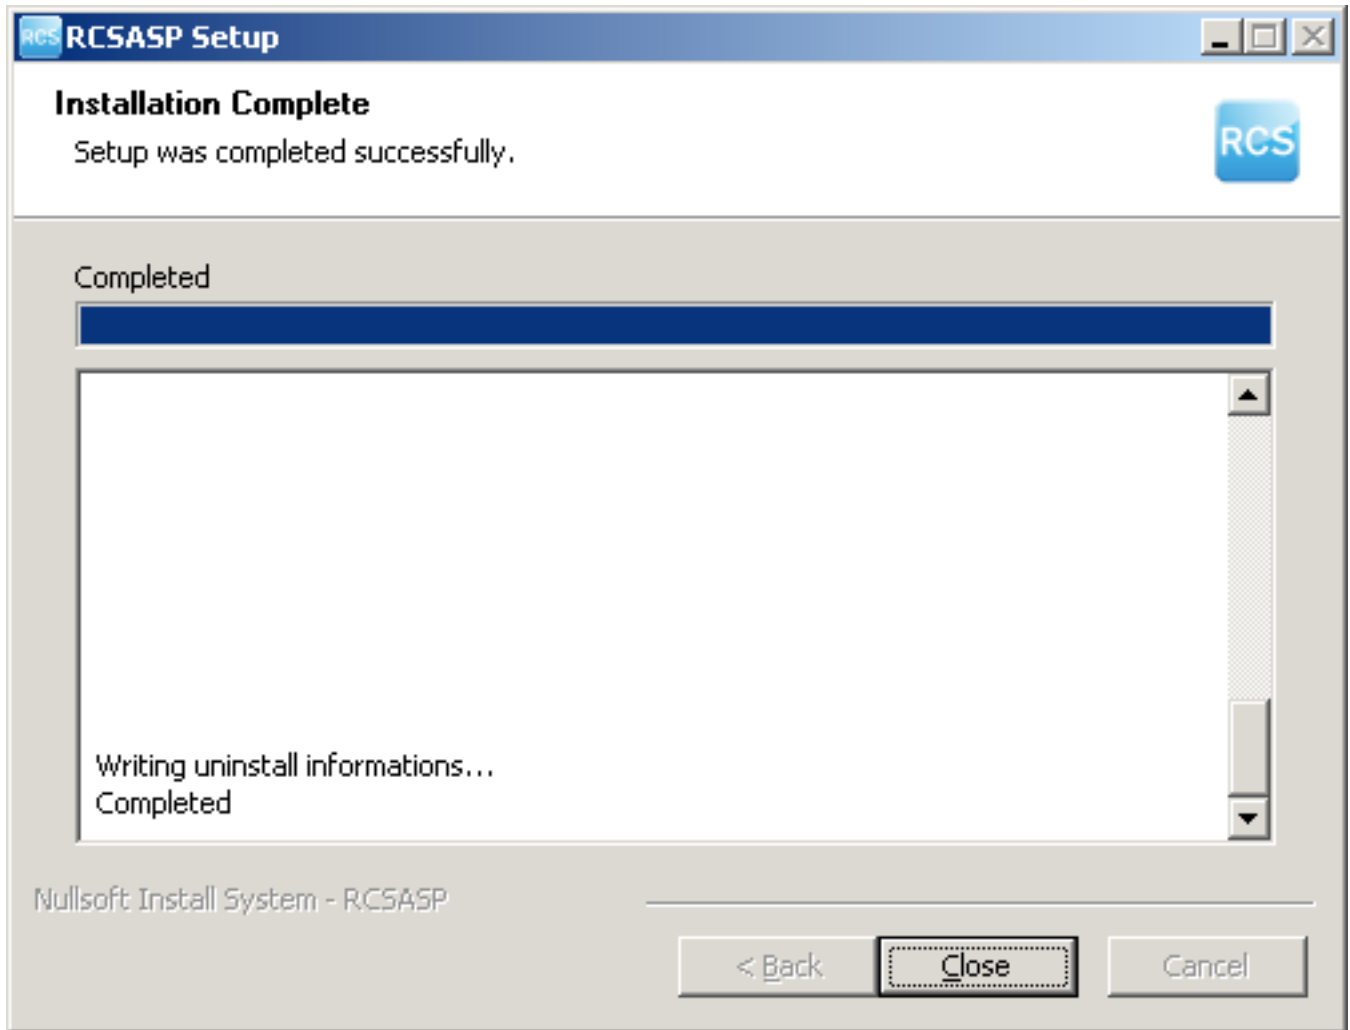 RCS RCSASP Setup
Installation Complete
Setup was completed successfully.
RCS
Completed
Writing uninstall informations...
Completed
Nullsoft Install System - RCSASP
< Back Close Cancel